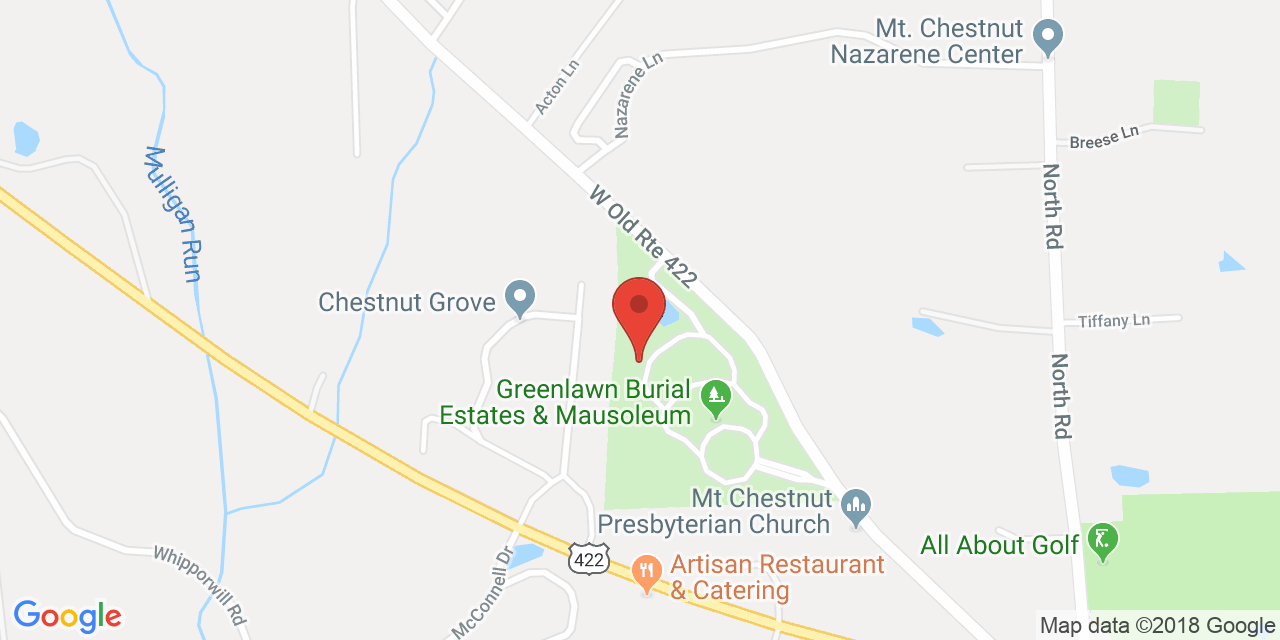 Mt. Chestnut
Nazarene Center
Acton Ln
Nazarene Ln
Breese Ln
Mulligan Run
North Rd
W Old Rte 422
Chestnut Grove
Tiffany Ln
North Rd
Greenlawn Burial
Estates & Mausoleum
Mt Chestnut
Presbyterian Church
All About Golf
422
Artisan Restaurant
& Catering
Whipporwill Rd
McConnell Dr
Google
Map data ©2018 Google